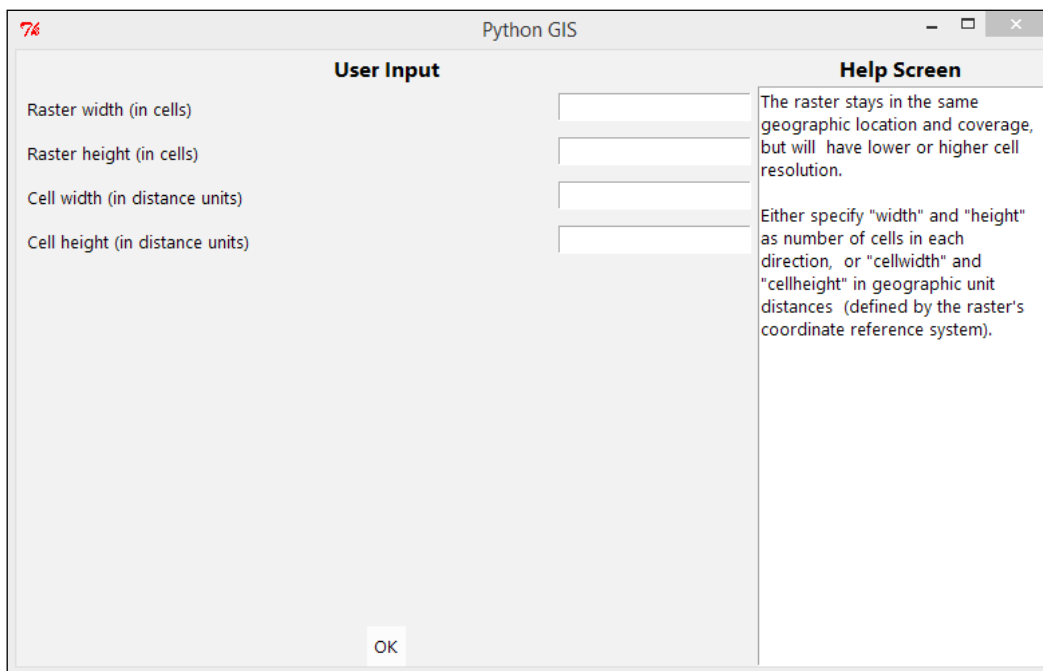 Python GIS
User Input
Raster width (in cells)
Raster height (in cells)
Cell width (in distance units)
Cell height (in distance units)
OK
Help Screen
The raster stays in the same
geographic location and coverage,
but will  have lower or higher cell
resolution.
Either specify "width" and "height"
as number of cells in each
direction,  or "cellwidth" and
"cellheight" in geographic unit
distances  (defined by the raster's
coordinate reference system).